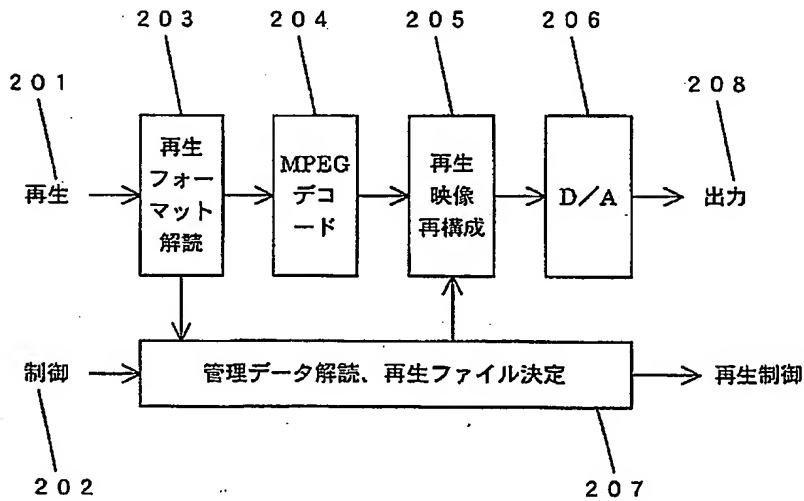 203
204
205
206
201
208
再生
再生
フォー
マット
解読
MPEG
デコ
ード
再生
映像
再構成
D/A
出力
制御
管理データ解読、再生ファイル決定
再生制御
202
207